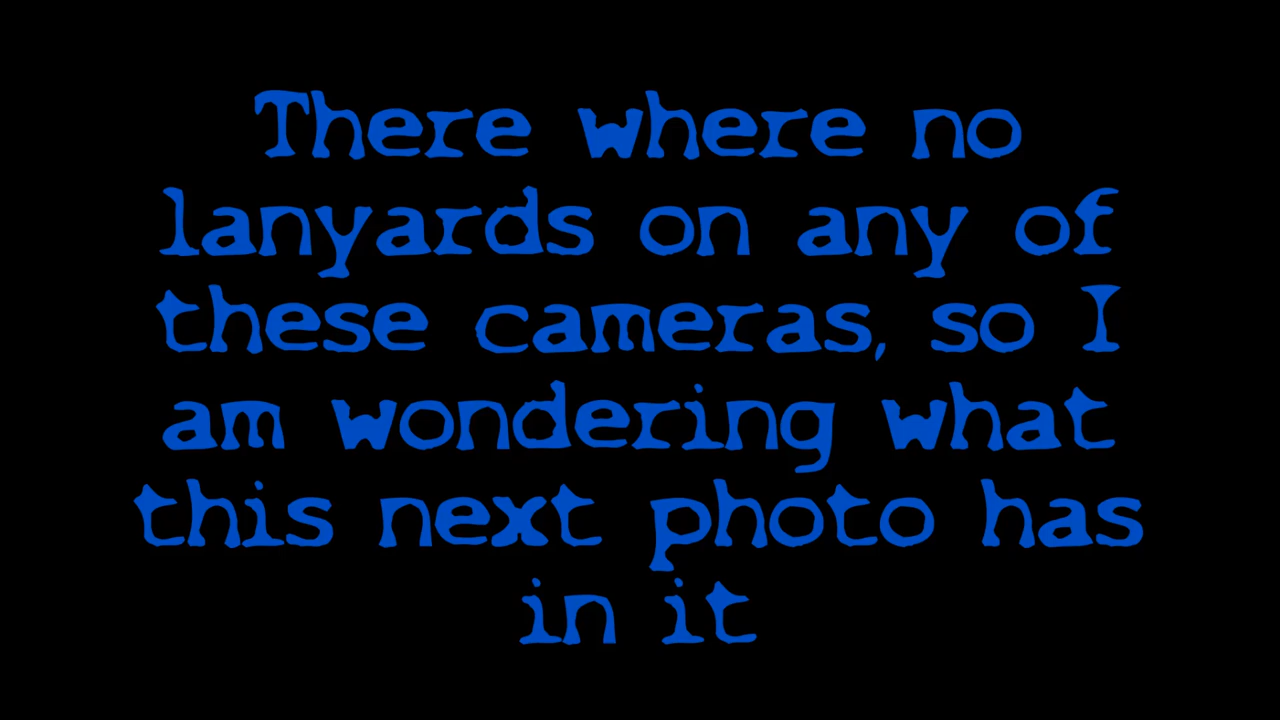 There where no
lanyards on any of
these cameras, so I
am wondering what
this next photo has
in it